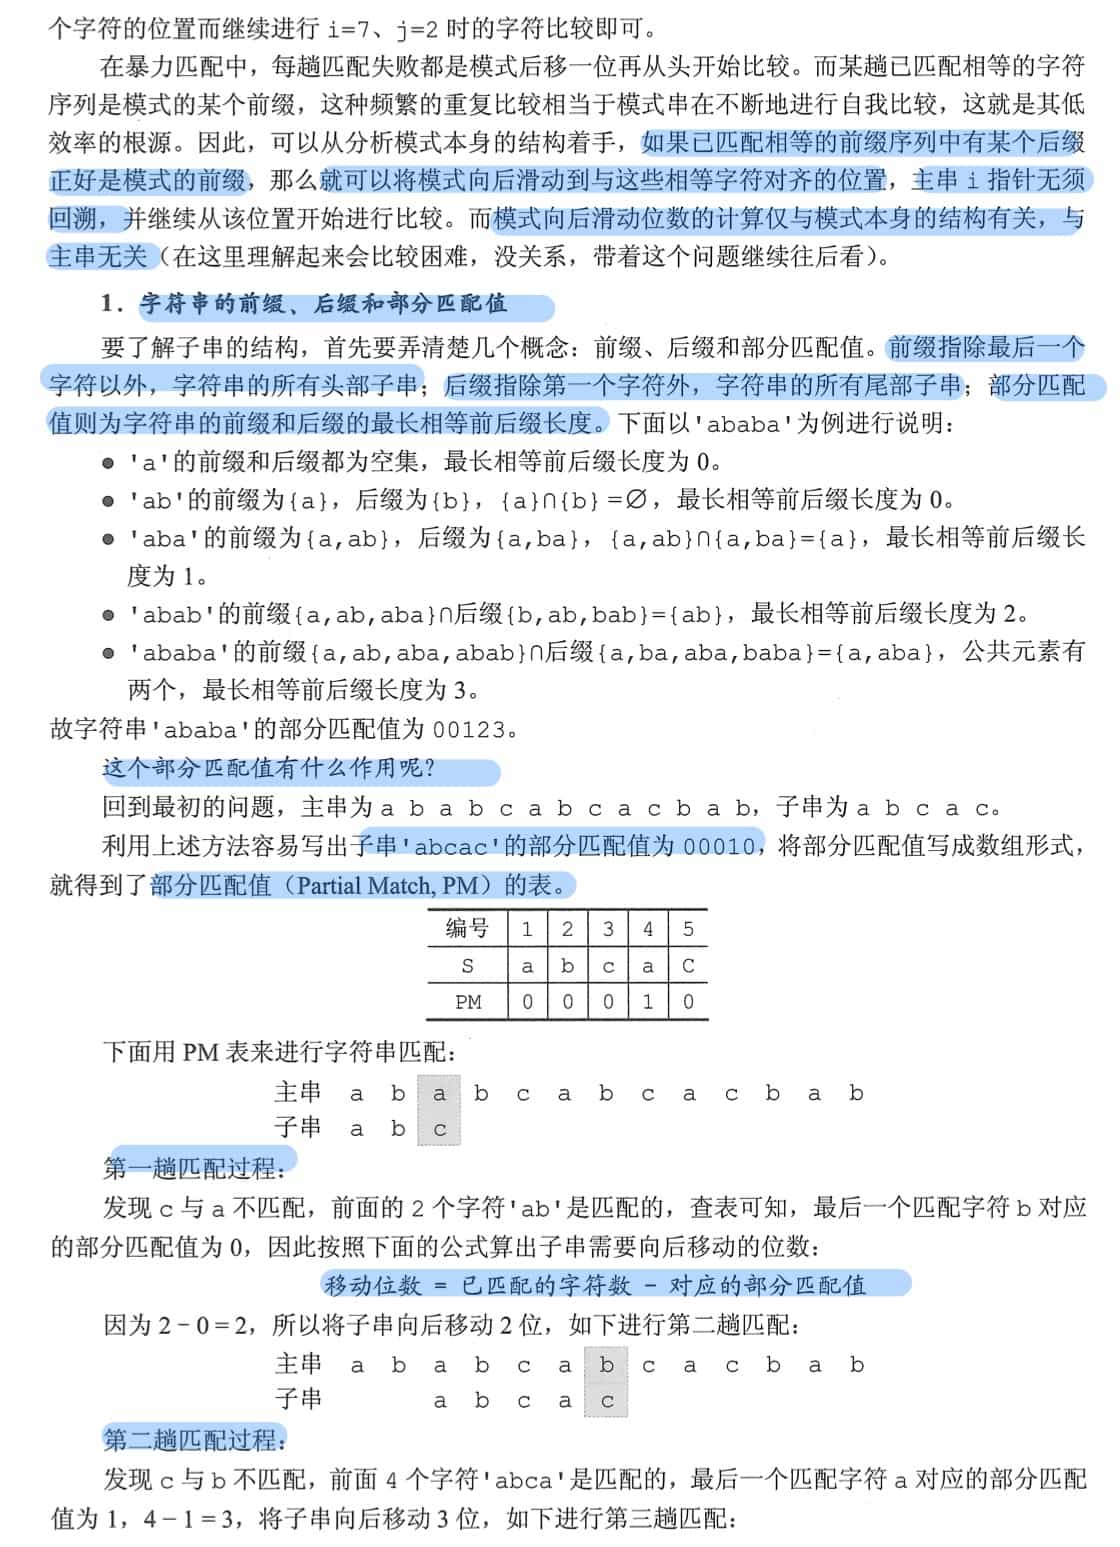 个字符的位置而继续进行 i=7、j=2 时的字符比较即可。
在暴力匹配中，每趟匹配失败都是模式后移一位再从头开始比较。而某趟已匹配相等的字符
序列是模式的某个前缀，这种频繁的重复比较相当于模式串在不断地进行自我比较，这就是其低
效率的根源。因此，可以从分析模式本身的结构着手，如果已匹配相等的前缀序列中有某个后缀
正好是模式的前缀，那么就可以将模式向后滑动到与这些相等字符对齐的位置，主串 i 指针无须
回溯，并继续从该位置开始进行比较。而模式向后滑动位数的计算仅与模式本身的结构有关，与
主串无关（在这里理解起来会比较困难，没关系，带着这个问题继续往后看）。
1．字符串的前缀、后缀和部分匹配值
要了解子串的结构，首先要弄清楚几个概念：前缀、后缀和部分匹配值。前缀指除最后一个
字符以外，字符串的所有头部子串；后缀指除第一个字符外，字符串的所有尾部子串；部分匹配
值则为字符串的前缀和后缀的最长相等前后缀长度。下面以'ababa'为例进行说明：
● 'a'的前缀和后缀都为空集，最长相等前后缀长度为 0。
● 'ab'的前缀为{a}，后缀为{b}，{a}∩{b} =∅，最长相等前后缀长度为 0。
● 'aba'的前缀为{a,ab}，后缀为{a,ba}，{a,ab}∩{a,ba}={a}，最长相等前后缀长
度为 1。
● 'abab'的前缀{a,ab,aba}∩后缀{b,ab,bab}={ab}，最长相等前后缀长度为 2。
● 'ababa'的前缀{a,ab,aba,abab}∩后缀{a,ba,aba,baba}={a,aba}，公共元素有
两个，最长相等前后缀长度为 3。
故字符串'ababa'的部分匹配值为 00123。
这个部分匹配值有什么作用呢？
回到最初的问题，主串为 a b a b c a b c a c b a b，子串为 a b c a c。
利用上述方法容易写出子串'abcac'的部分匹配值为 00010，将部分匹配值写成数组形式，
就得到了部分匹配值（Partial Match, PM）的表。
编号 1 2 3 4 5
S a b c a C
PM 0 0 0 1 0
下面用 PM 表来进行字符串匹配：
主串 a b a b c a b c a c b a b
子串 a b c
第一趟匹配过程：
发现 c 与 a 不匹配，前面的 2 个字符'ab'是匹配的，查表可知，最后一个匹配字符 b 对应
的部分匹配值为 0，因此按照下面的公式算出子串需要向后移动的位数：
移动位数 = 已匹配的字符数 − 对应的部分匹配值
因为 2 − 0 = 2，所以将子串向后移动 2 位，如下进行第二趟匹配：
主串 a b a b c a b c a c b a b
子串 a b c a c
第二趟匹配过程：
发现 c 与 b 不匹配，前面 4 个字符'abca'是匹配的，最后一个匹配字符 a 对应的部分匹配
值为 1，4 − 1 = 3，将子串向后移动 3 位，如下进行第三趟匹配：